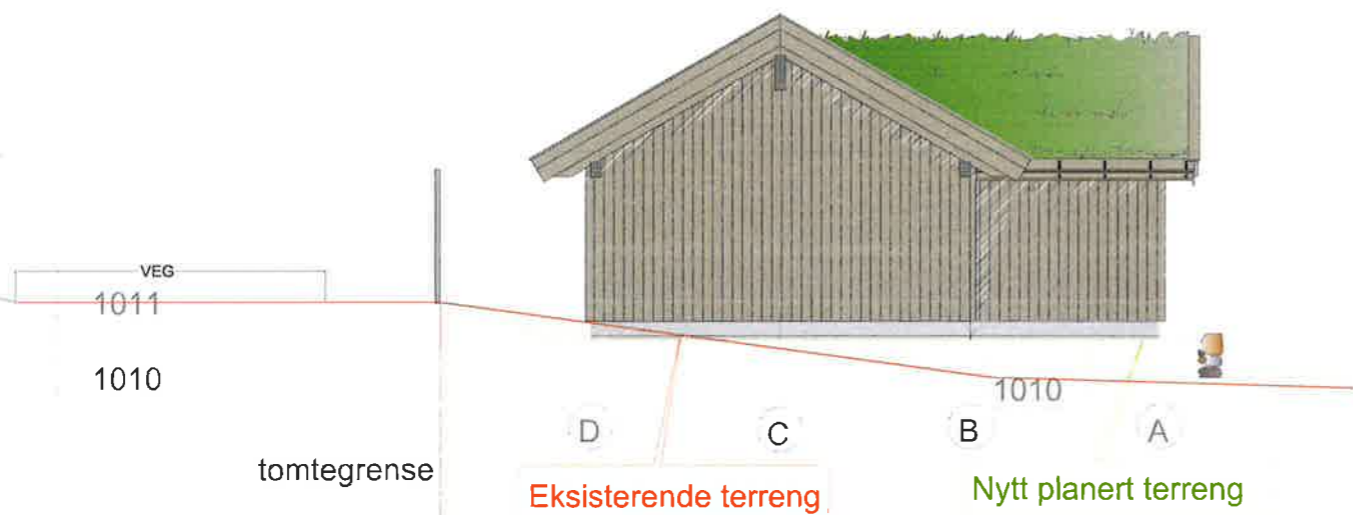 VEG
1011
1010
1010
D
C
B
A
tomtegrense
Eksisterende terreng
Nytt planert terreng